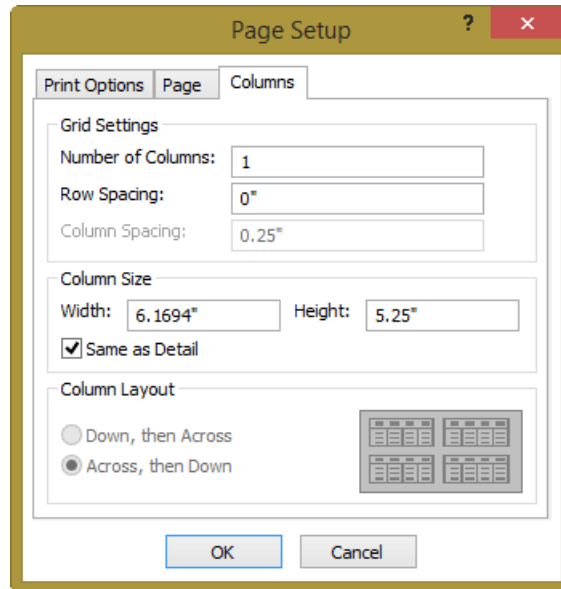 Page Setup ? ×
Print Options Page Columns
Grid Settings
Number of Columns: 1
Row Spacing: 0"
Column Spacing: 0.25"
Column Size
Width: 6.1694" Height: 5.25"
Same as Detail
Column Layout
Down, then Across
Across, then Down
OK Cancel